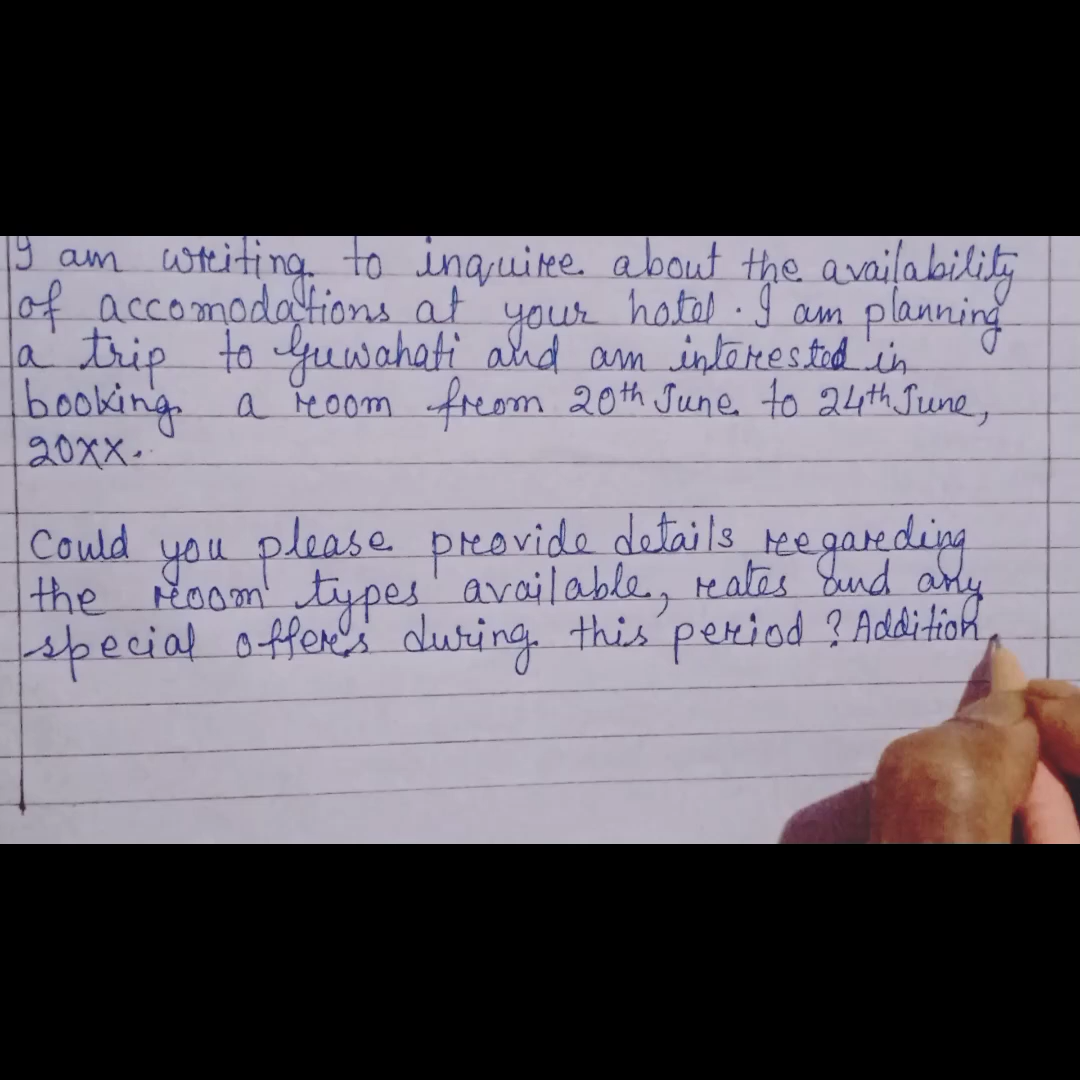 I am writing to inquire about the availability
of accomodations at your hotel. I am planning
a trip to Guwahati and am interested in
booking a room from 20th June to 24th June,
20XX.
Could you please provide details regarding
the room types available, rates and any
special offers during this period? Addition